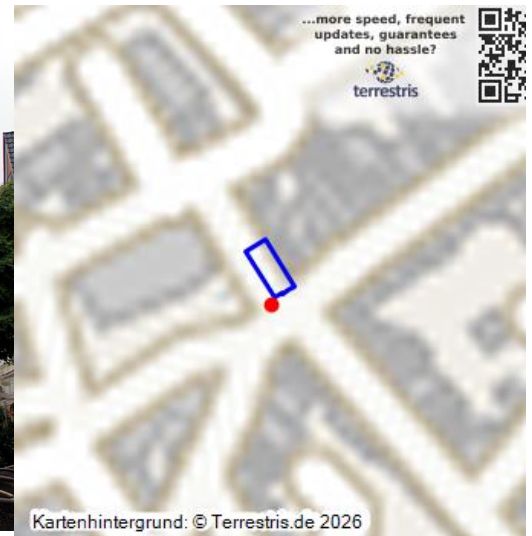 ...more speed, frequent
updates, guarantees
and no hassle?
terrestris
Kartenhintergrund: © Terrestris.de 2026